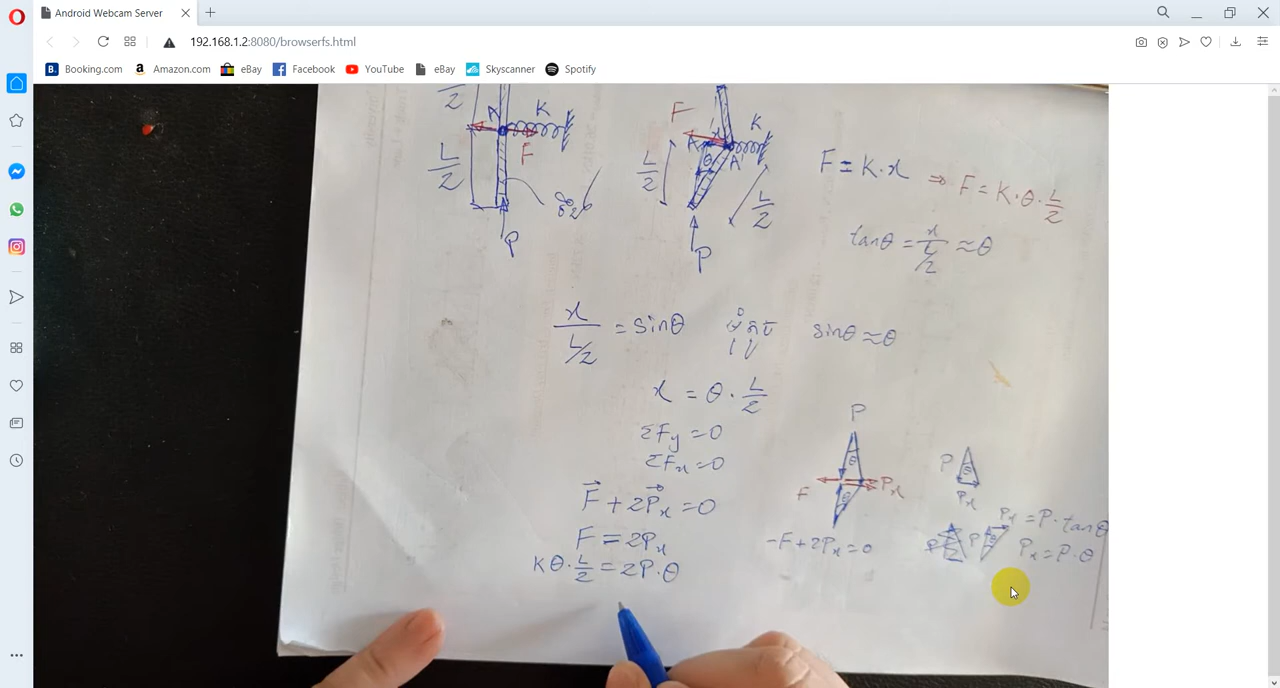 Android Webcam Server
192.168.1.2:8080/browserfs.html
Booking.com Amazon.com eBay Facebook YouTube eBay Skyscanner Spotify
L/2
A K
F
L/2
P
F
K
A x
A'
θ
L/2
L/2
P
F = K·x ⇒ F = K·θ·L/2
tanθ = x/(L/2) ≈ θ
x/(L/2) = sinθ
sinθ ≈ θ
x = θ·L/2
ΣFy = 0
ΣFx = 0
F⃗ + 2P⃗x = 0
F = 2Px
Kθ·L/2 = 2P·θ
P
θ
F Px
θ
-F + 2Px = 0
P θ
Px
P P θ
Px = P·tanθ
Px = P·θ